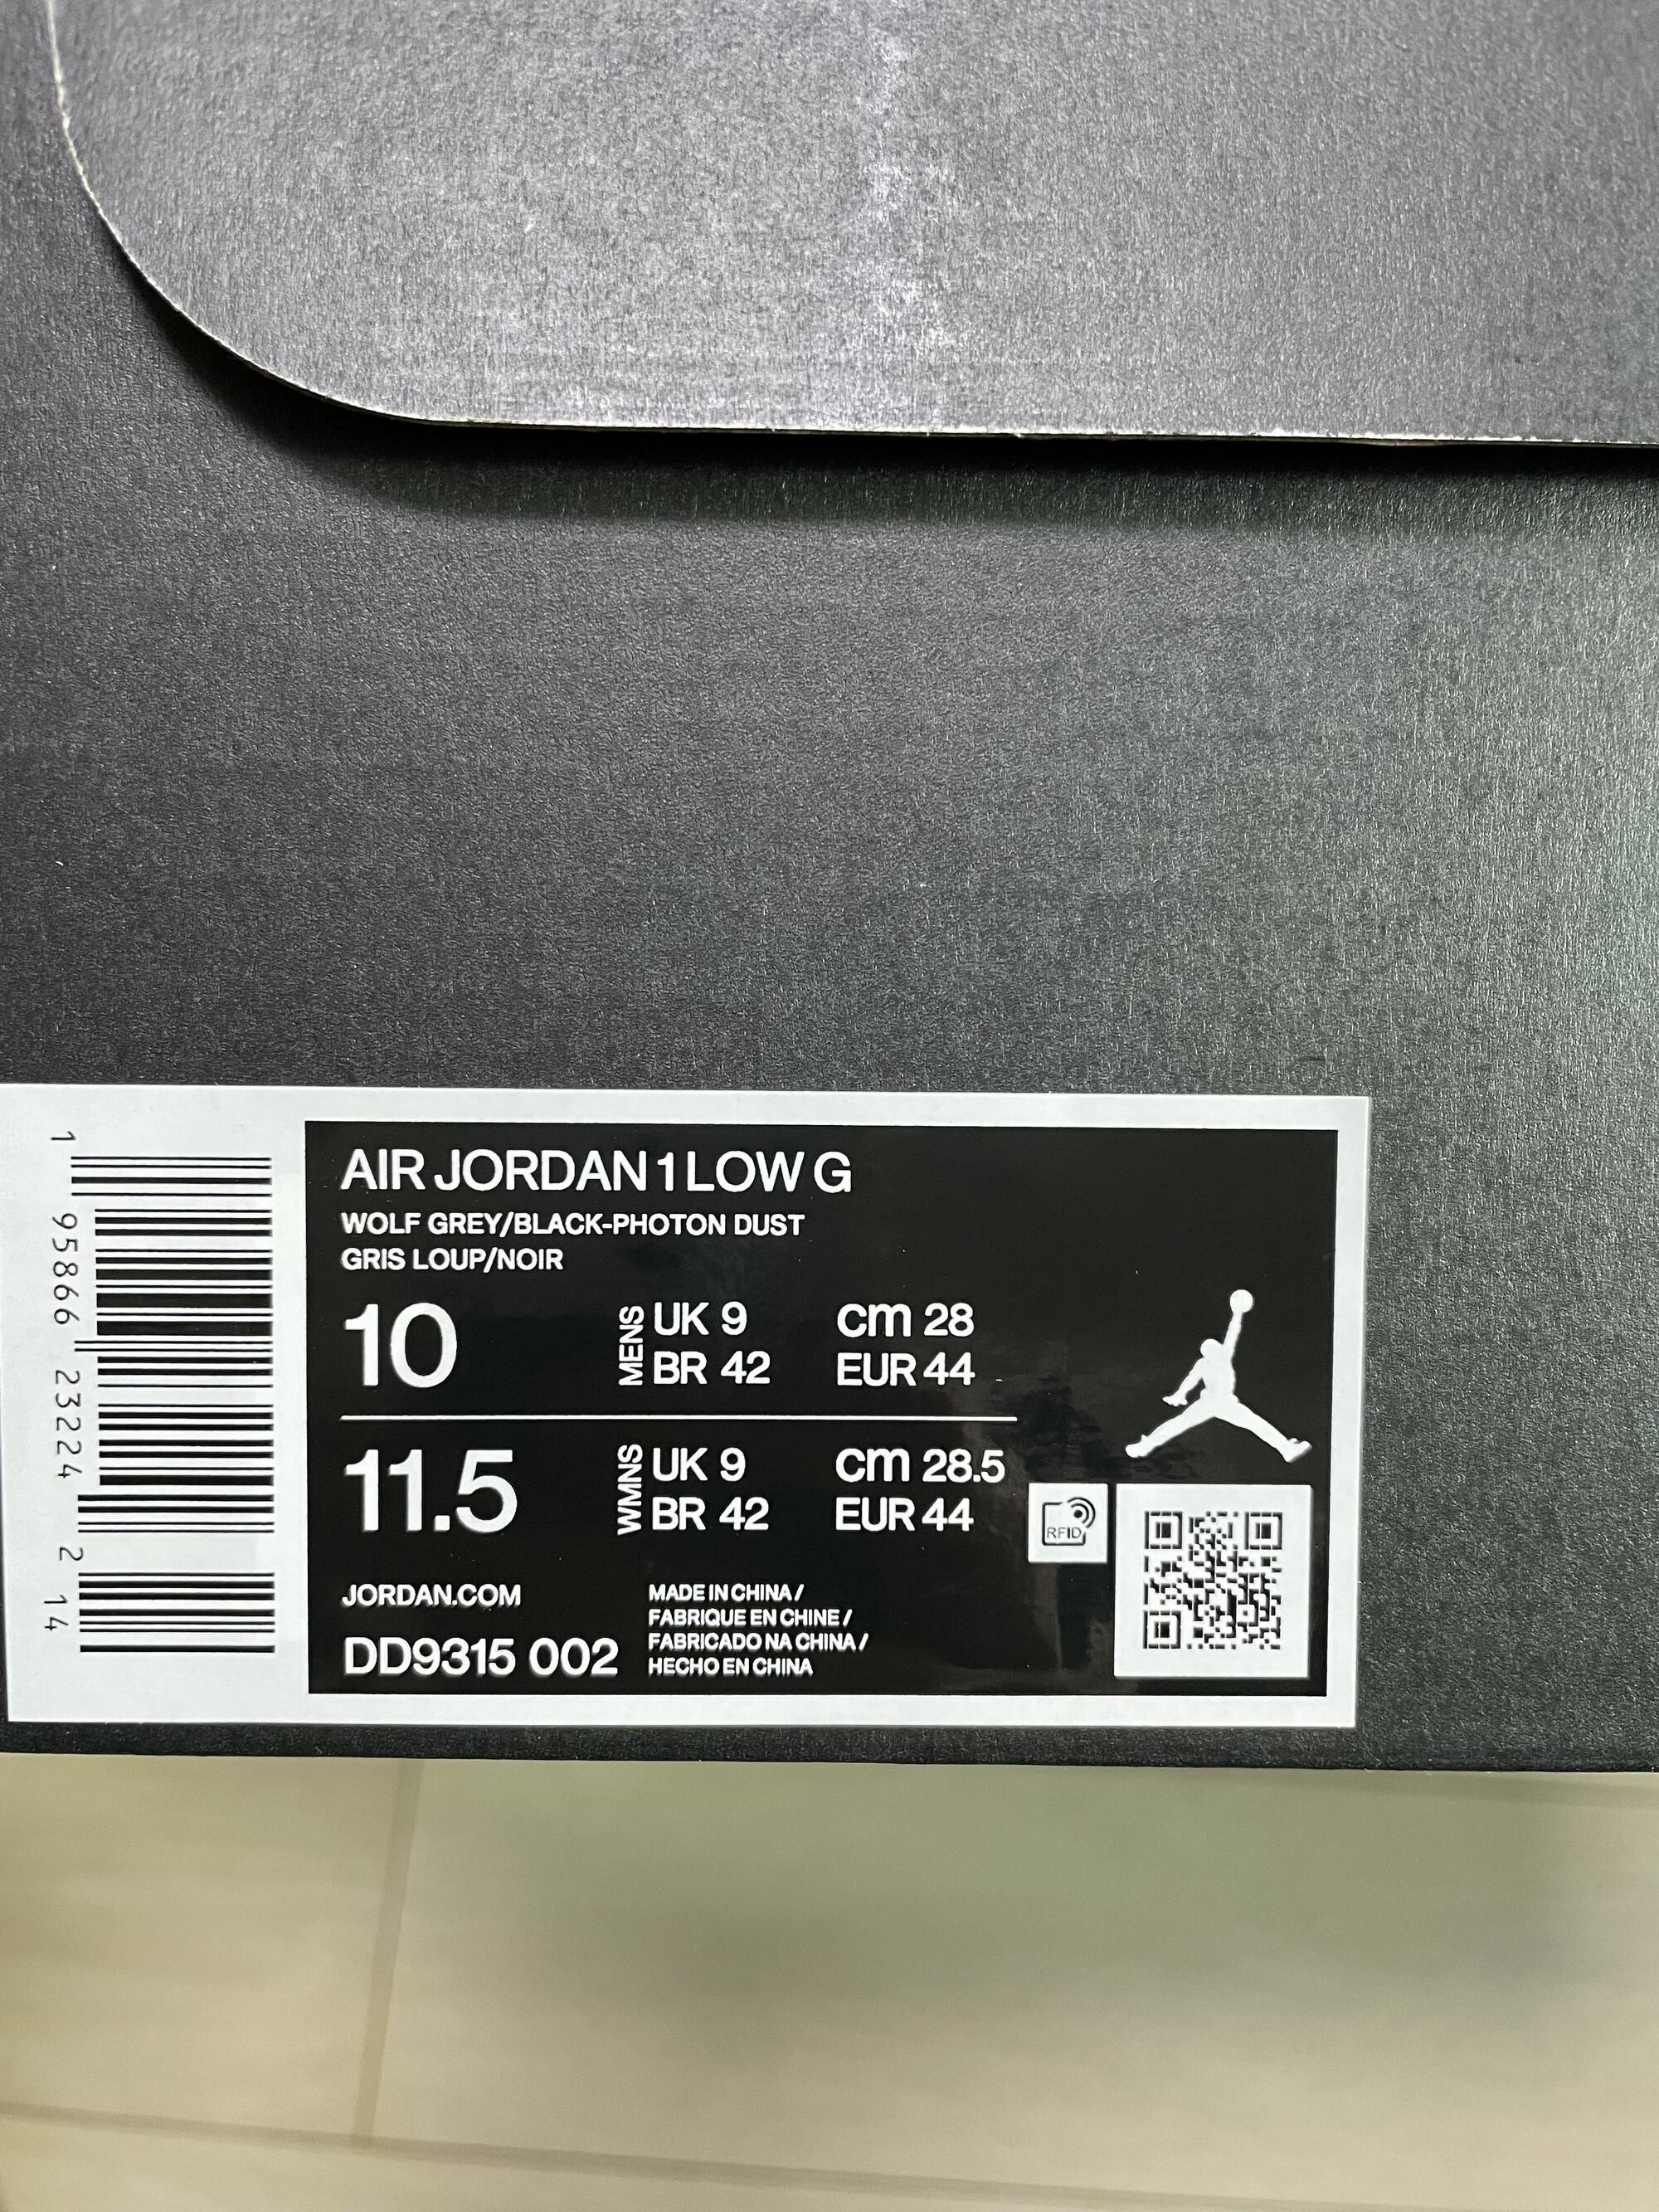 AIR JORDAN 1 LOW G
WOLF GREY/BLACK-PHOTON DUST
GRIS LOUP/NOIR
10
MENS
UK 9
cm 28
BR 42
EUR 44
11.5
WMNS
UK 9
cm 28.5
BR 42
EUR 44
RFID
JORDAN.COM
DD9315 002
MADE IN CHINA /
FABRIQUE EN CHINE /
FABRICADO NA CHINA /
HECHO EN CHINA
1 95866 23224 2 14